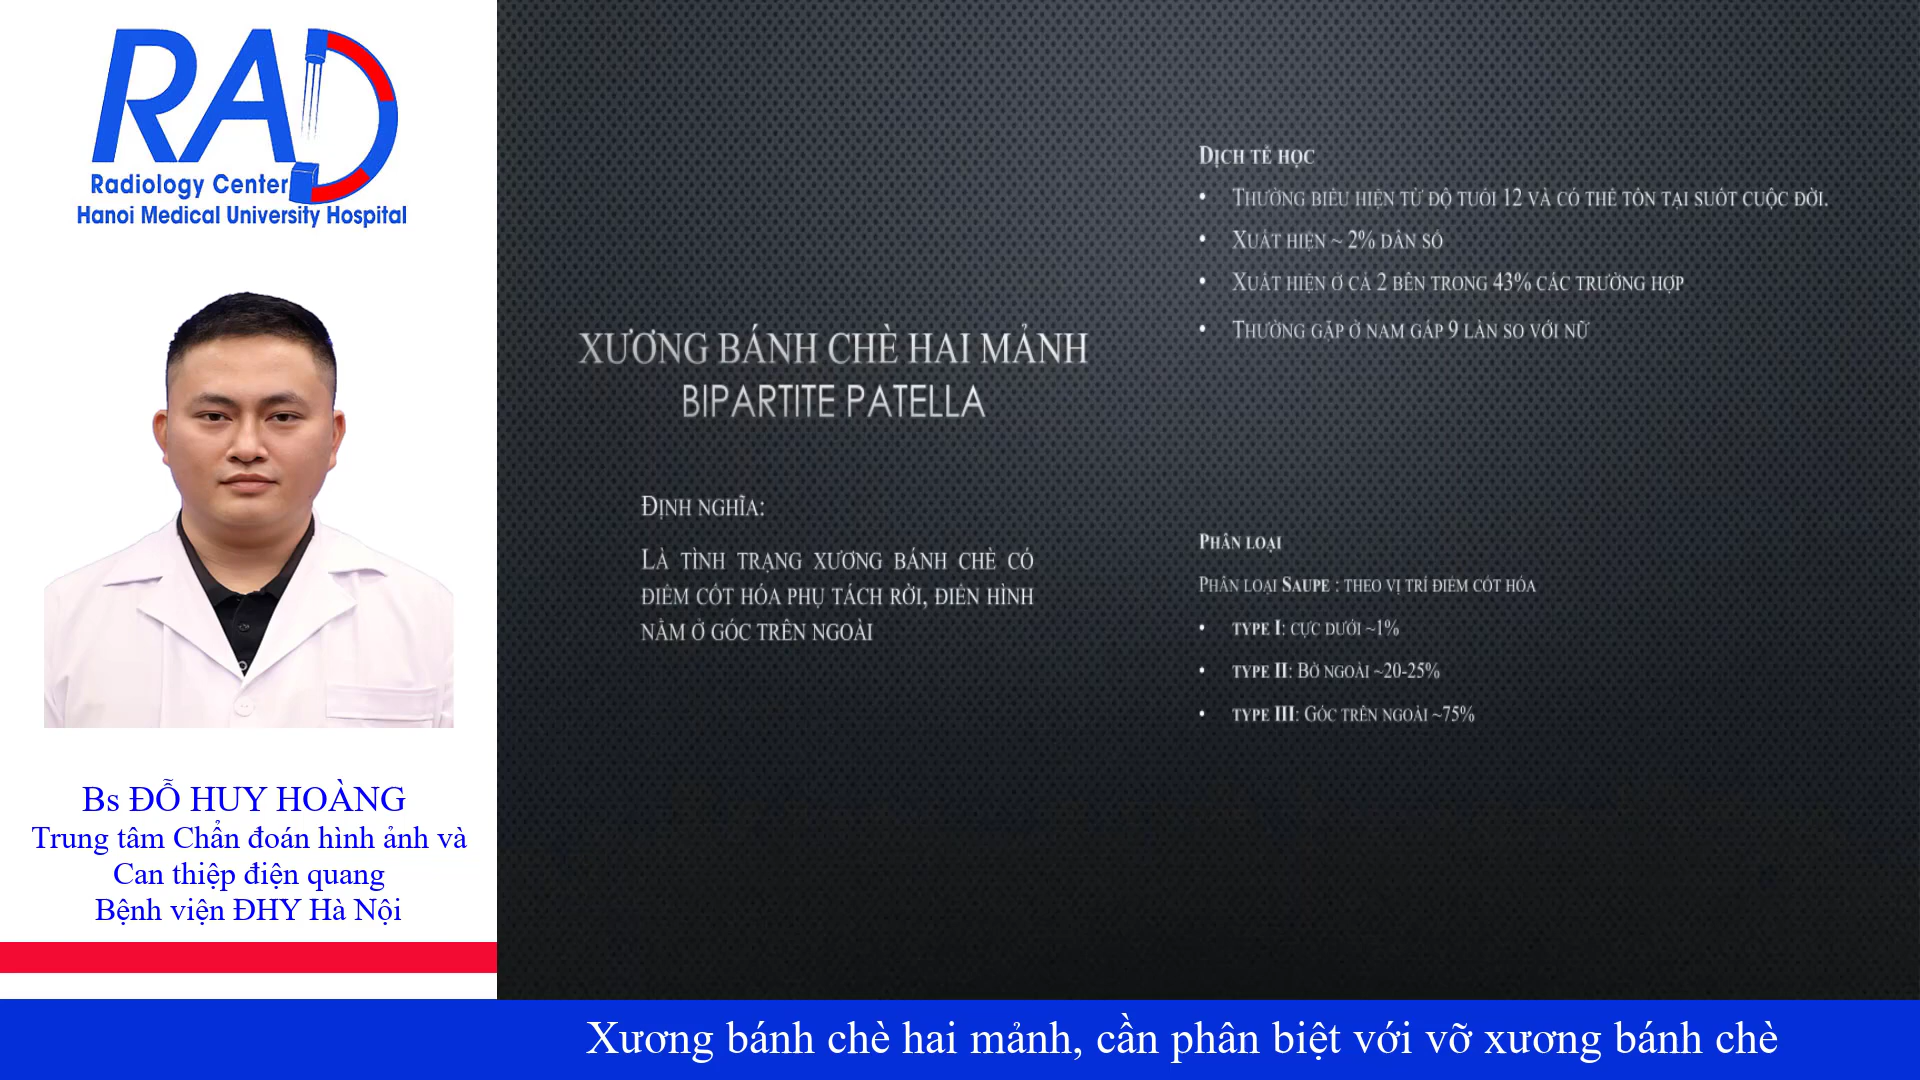 RAD
Radiology Center
Hanoi Medical University Hospital
Bs ĐỖ HUY HOÀNG
Trung tâm Chẩn đoán hình ảnh và
Can thiệp điện quang
Bệnh viện ĐHY Hà Nội
XƯƠNG BÁNH CHÈ HAI MẢNH
BIPARTITE PATELLA
ĐỊNH NGHĨA:
LÀ TÌNH TRẠNG XƯƠNG BÁNH CHÈ CÓ
ĐIỂM CỐT HÓA PHỤ TÁCH RỜI, ĐIỂN HÌNH
NẰM Ở GÓC TRÊN NGOÀI
DỊCH TỄ HỌC
• THƯỜNG BIỂU HIỆN TỪ ĐỘ TUỔI 12 VÀ CÓ THỂ TỒN TẠI SUỐT CUỘC ĐỜI.
• XUẤT HIỆN ~ 2% DÂN SỐ
• XUẤT HIỆN Ở CẢ 2 BÊN TRONG 43% CÁC TRƯỜNG HỢP
• THƯỜNG GẶP Ở NAM GẤP 9 LẦN SO VỚI NỮ
PHÂN LOẠI
PHÂN LOẠI SAUPE : THEO VỊ TRÍ ĐIỂM CỐT HÓA
• TYPE I: CỰC DƯỚI ~1%
• TYPE II: BỜ NGOÀI ~20-25%
• TYPE III: GÓC TRÊN NGOÀI ~75%
Xương bánh chè hai mảnh, cần phân biệt với vỡ xương bánh chè